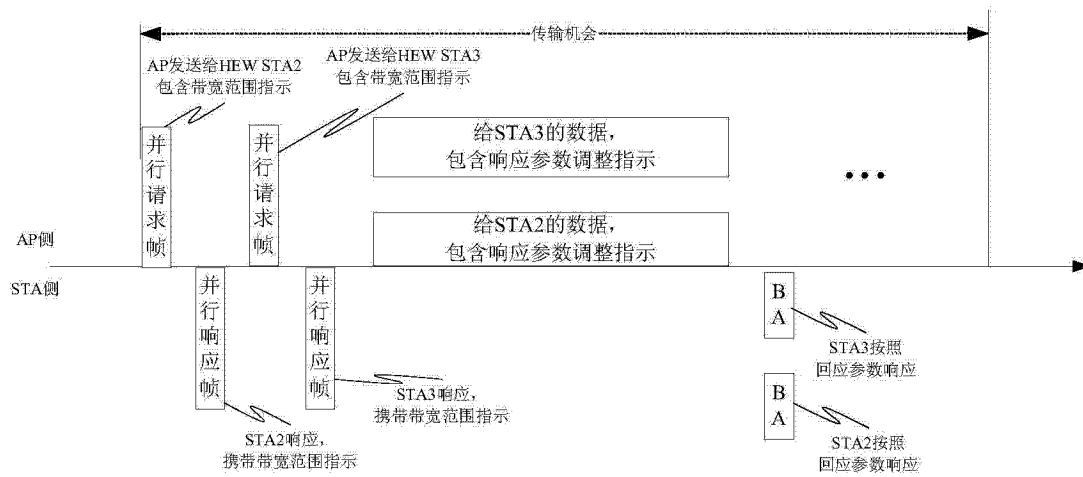 传输机会
AP发送给HEW STA2
包含带宽范围指示
AP发送给HEW STA3
包含带宽范围指示
并行请求帧
并行请求帧
给STA3的数据，
包含响应参数调整指示
给STA2的数据，
包含响应参数调整指示
AP侧
STA侧
并行响应帧
并行响应帧
STA2响应，
携带带宽范围指示
STA3响应，
携带带宽范围指示
BA
STA3按照
回应参数响应
BA
STA2按照
回应参数响应